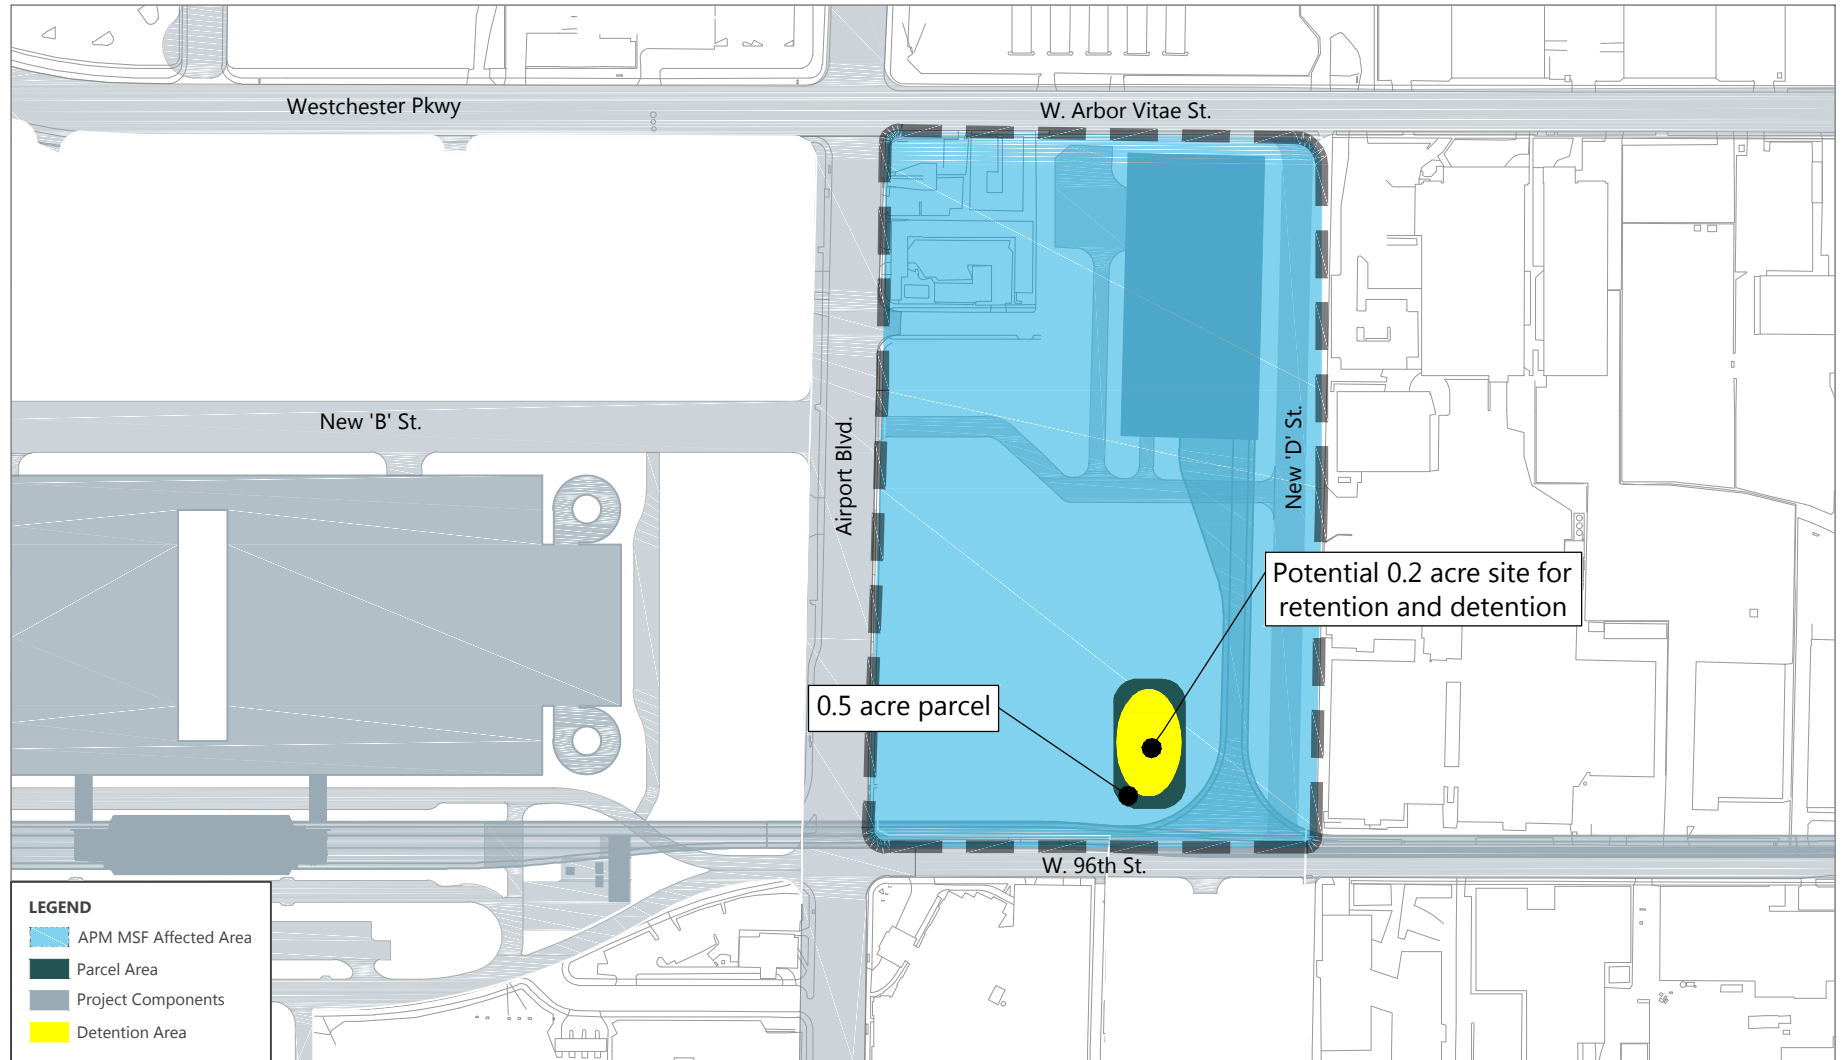 Westchester Pkwy
W. Arbor Vitae St.
New 'B' St.
Airport Blvd.
New 'D' St.
Potential 0.2 acre site for
retention and detention
0.5 acre parcel
W. 96th St.
LEGEND
APM MSF Affected Area
Parcel Area
Project Components
Detention Area